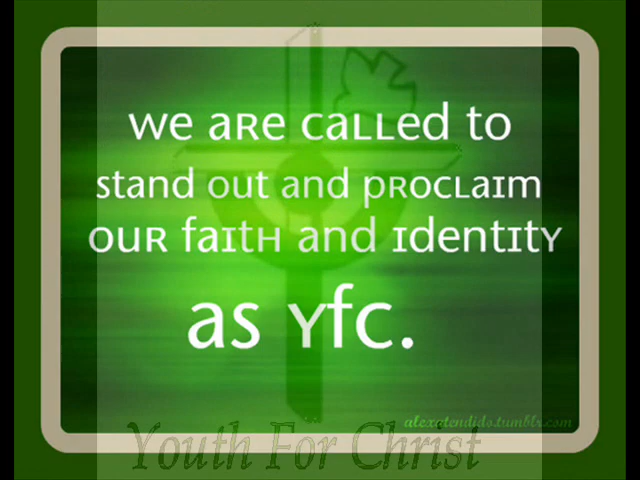 we are called to
stand out and proclaim
our faith and identity
as yfc.
alexatendido.tumblr.com
Youth For Christ